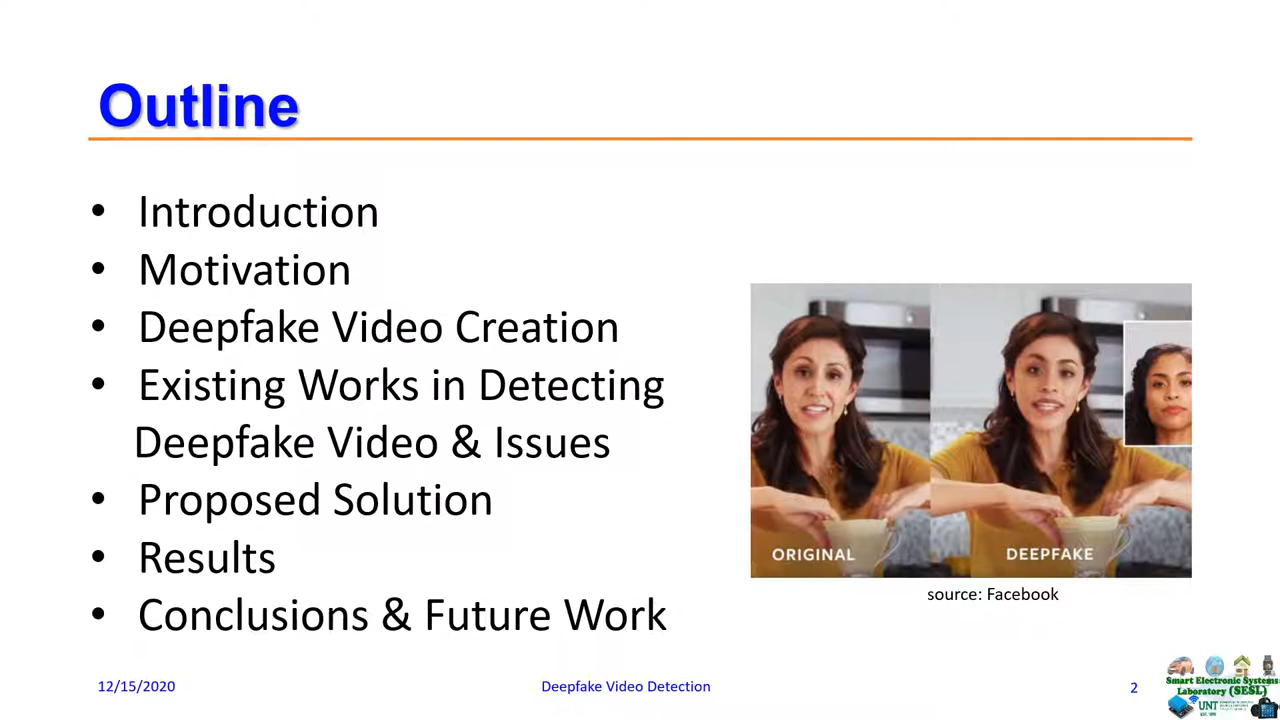 Outline
• Introduction
• Motivation
• Deepfake Video Creation
• Existing Works in Detecting
Deepfake Video & Issues
• Proposed Solution
• Results
• Conclusions & Future Work
ORIGINAL
DEEPFAKE
source: Facebook
12/15/2020
Deepfake Video Detection
2
Smart Electronic Systems
Laboratory (SESL)
UNT